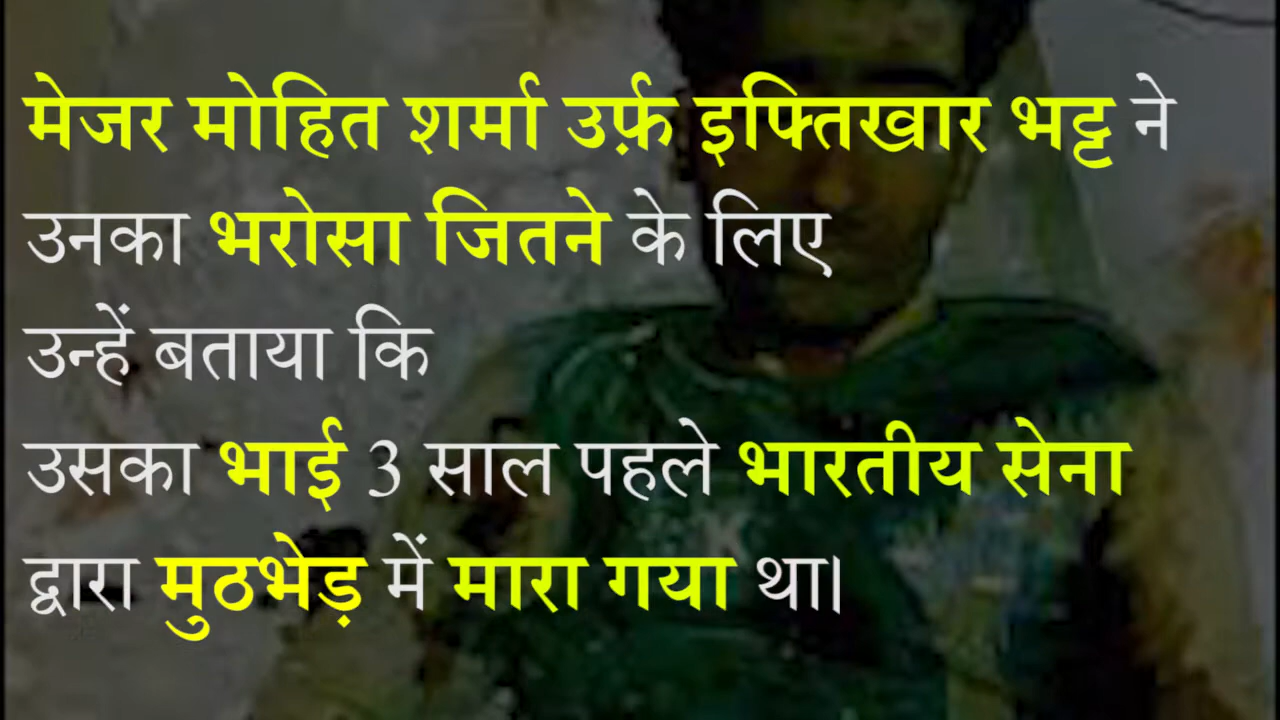 मेजर मोहित शर्मा उर्फ़ इफ्तिखार भट्ट ने
उनका भरोसा जितने के लिए
उन्हें बताया कि
उसका भाई 3 साल पहले भारतीय सेना
द्वारा मुठभेड़ में मारा गया था।